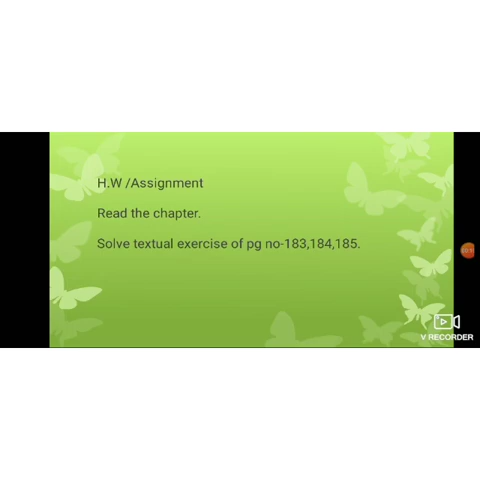 H.W /Assignment
Read the chapter.
Solve textual exercise of pg no-183,184,185.
V RECORDER